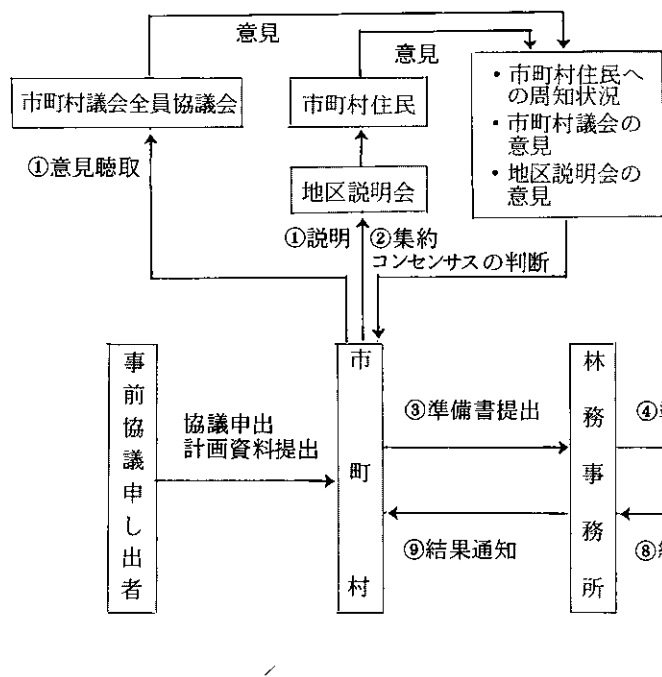 意見
意見
市町村議会全員協議会
市町村住民
・市町村住民へ
の周知状況
・市町村議会の
意見
・地区説明会の
意見
①意見聴取
地区説明会
①説明
②集約
コンセンサスの判断
事前協議申し出者
協議申出
計画資料提出
市町村
③準備書提出
⑨結果通知
林務事務所
④
⑧